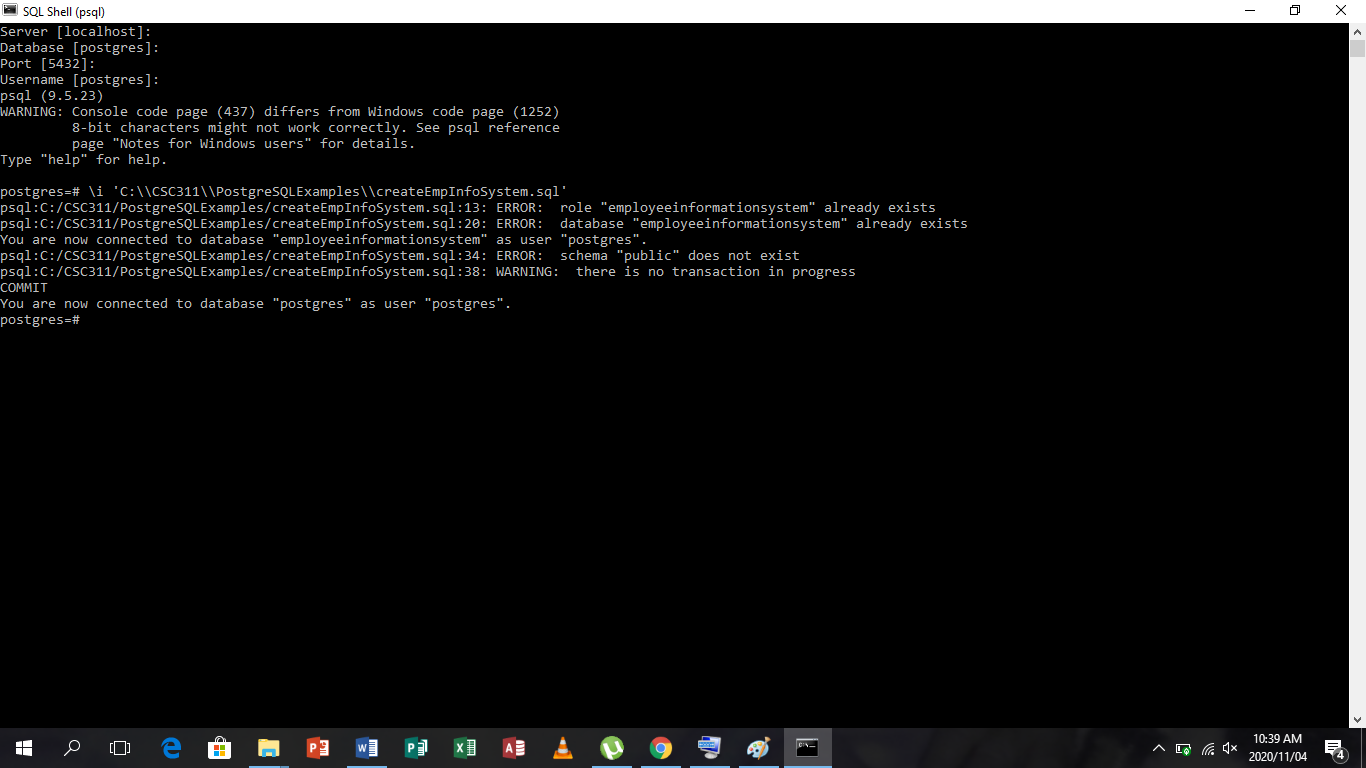 SQL Shell (psql)
Server [localhost]:
Database [postgres]:
Port [5432]:
Username [postgres]:
psql (9.5.23)
WARNING: Console code page (437) differs from Windows code page (1252)
         8-bit characters might not work correctly. See psql reference
         page "Notes for Windows users" for details.
Type "help" for help.
postgres=# \i 'C:\\CSC311\\PostgreSQLExamples\\createEmpInfoSystem.sql'
psql:C:/CSC311/PostgreSQLExamples/createEmpInfoSystem.sql:13: ERROR:  role "employeeinformationsystem" already exists
psql:C:/CSC311/PostgreSQLExamples/createEmpInfoSystem.sql:20: ERROR:  database "employeeinformationsystem" already exists
You are now connected to database "employeeinformationsystem" as user "postgres".
psql:C:/CSC311/PostgreSQLExamples/createEmpInfoSystem.sql:34: ERROR:  schema "public" does not exist
psql:C:/CSC311/PostgreSQLExamples/createEmpInfoSystem.sql:38: WARNING:  there is no transaction in progress
COMMIT
You are now connected to database "postgres" as user "postgres".
postgres=#
10:39 AM
2020/11/04
4